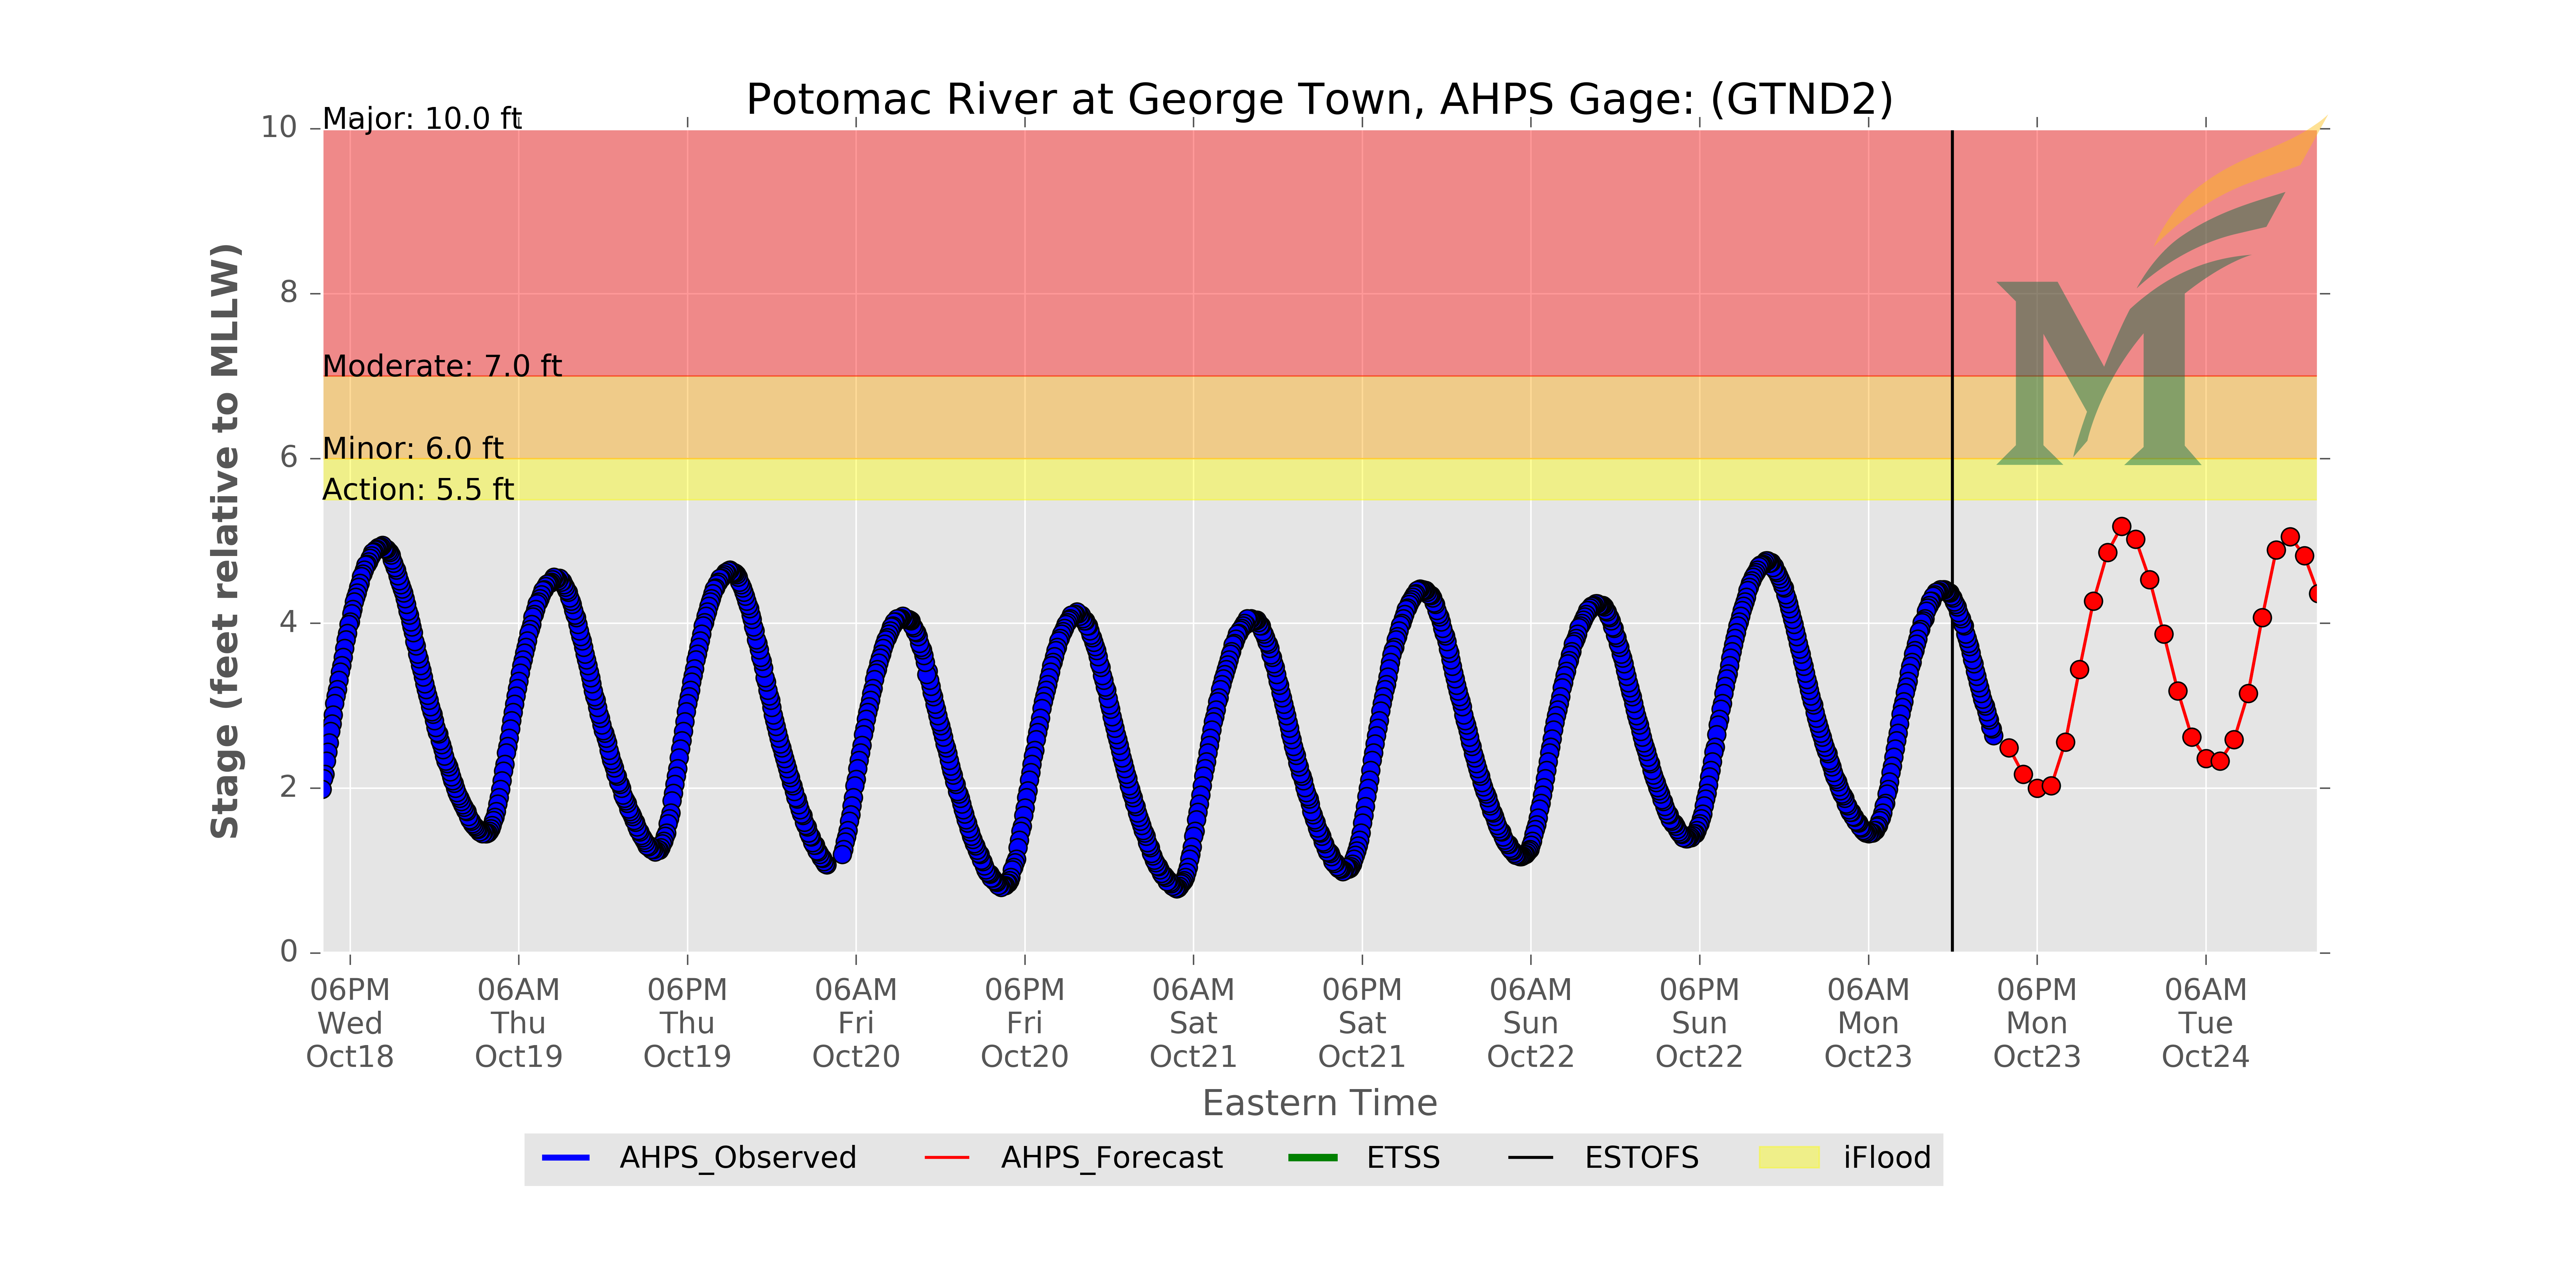 Potomac River at George Town, AHPS Gage: (GTND2)
Major: 10.0 ft
Moderate: 7.0 ft
Minor: 6.0 ft
Action: 5.5 ft
Stage (feet relative to MLLW)
10
8
6
4
2
0
06PM 06AM 06PM 06AM 06PM 06AM 06PM 06AM 06PM 06AM 06PM 06AM
Wed Thu Thu Fri Fri Sat Sat Sun Sun Mon Mon Tue
Oct18 Oct19 Oct19 Oct20 Oct20 Oct21 Oct21 Oct22 Oct22 Oct23 Oct23 Oct24
Eastern Time
AHPS_Observed AHPS_Forecast ETSS ESTOFS iFlood
M